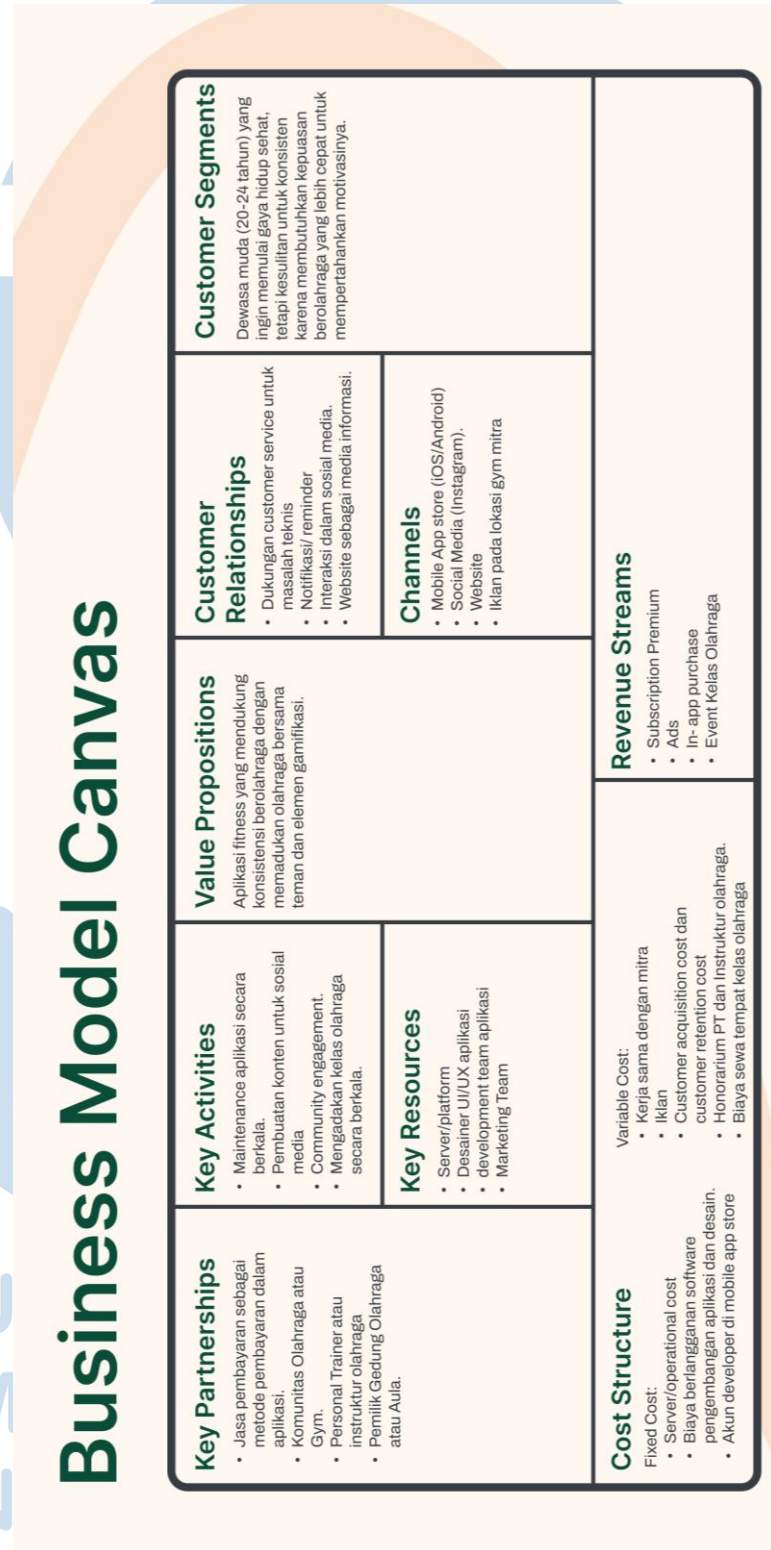 Business Model Canvas
Key Partnerships
• Jasa pembayaran sebagai
metode pembayaran dalam
aplikasi.
• Komunitas Olahraga atau
Gym.
• Personal Trainer atau
instruktur olahraga
• Pemilik Gedung Olahraga
atau Aula.
Key Activities
• Maintenance aplikasi secara
berkala.
• Pembuatan konten untuk sosial
media
• Community engagement.
• Mengadakan kelas olahraga
secara berkala.
Key Resources
• Server/platform
• Desainer UI/UX aplikasi
• development team aplikasi
• Marketing Team
Value Propositions
Aplikasi fitness yang mendukung
konsistensi berolahraga dengan
memadukan olahraga bersama
teman dan elemen gamifikasi.
Customer
Relationships
• Dukungan customer service untuk
masalah teknis
• Notifikasi/ reminder
• Interaksi dalam sosial media.
• Website sebagai media informasi.
Channels
• Mobile App store (iOS/Android)
• Social Media (Instagram).
• Website
• Iklan pada lokasi gym mitra
Customer Segments
Dewasa muda (20-24 tahun) yang
ingin memulai gaya hidup sehat,
tetapi kesulitan untuk konsisten
karena membutuhkan kepuasan
berolahraga yang lebih cepat untuk
mempertahankan motivasinya.
Cost Structure
Fixed Cost:
• Server/operational cost
• Biaya berlangganan software
pengembangan aplikasi dan desain.
• Akun developer di mobile app store
Variable Cost:
• Kerja sama dengan mitra
• Iklan
• Customer acquisition cost dan
customer retention cost
• Honorarium PT dan Instruktur olahraga.
• Biaya sewa tempat kelas olahraga
Revenue Streams
• Subscription Premium
• Ads
• In- app purchase
• Event Kelas Olahraga